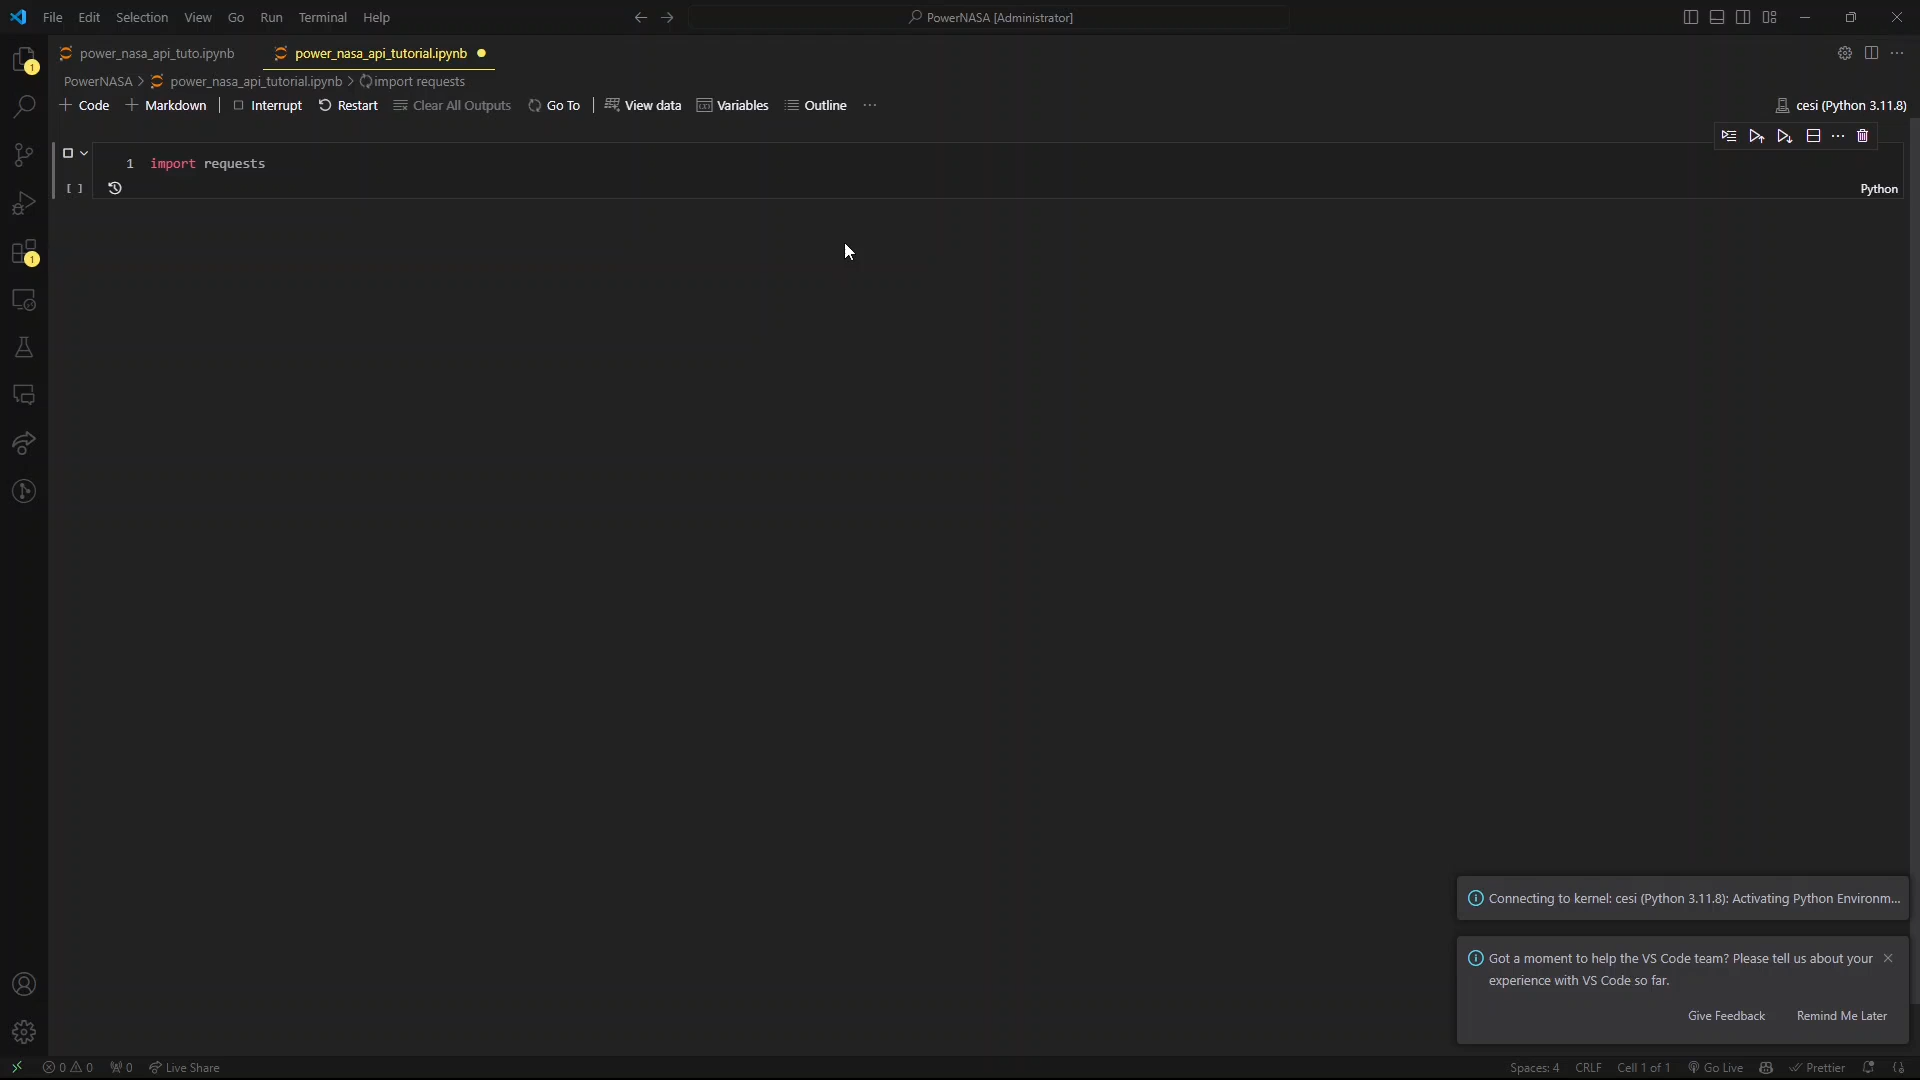 File Edit Selection View Go Run Terminal Help PowerNASA [Administrator]
power_nasa_api_tuto.ipynb power_nasa_api_tutorial.ipynb
PowerNASA > power_nasa_api_tutorial.ipynb > import requests
Code Markdown Interrupt Restart Clear All Outputs Go To View data Variables Outline ... cesi (Python 3.11.8)
1 import requests
[ ] Python
1
1
Connecting to kernel: cesi (Python 3.11.8): Activating Python Environm...
Got a moment to help the VS Code team? Please tell us about your
experience with VS Code so far.
Give Feedback Remind Me Later
0 0 0 Live Share Spaces: 4 CRLF Cell 1 of 1 Go Live Prettier